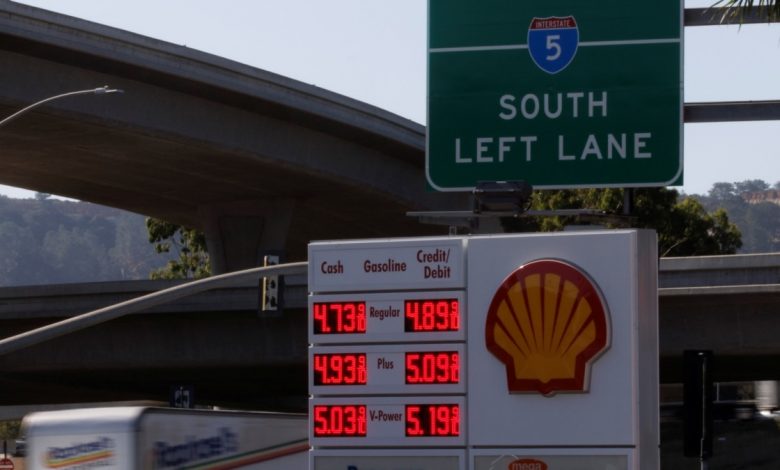 INTERSTATE
5
SOUTH
LEFT LANE
Cash Gasoline Credit/
Debit
4.73 9/10 Regular 4.89 9/10
4.93 9/10 Plus 5.09 9/10
5.03 9/10 V-Power 5.19 9/10
mega